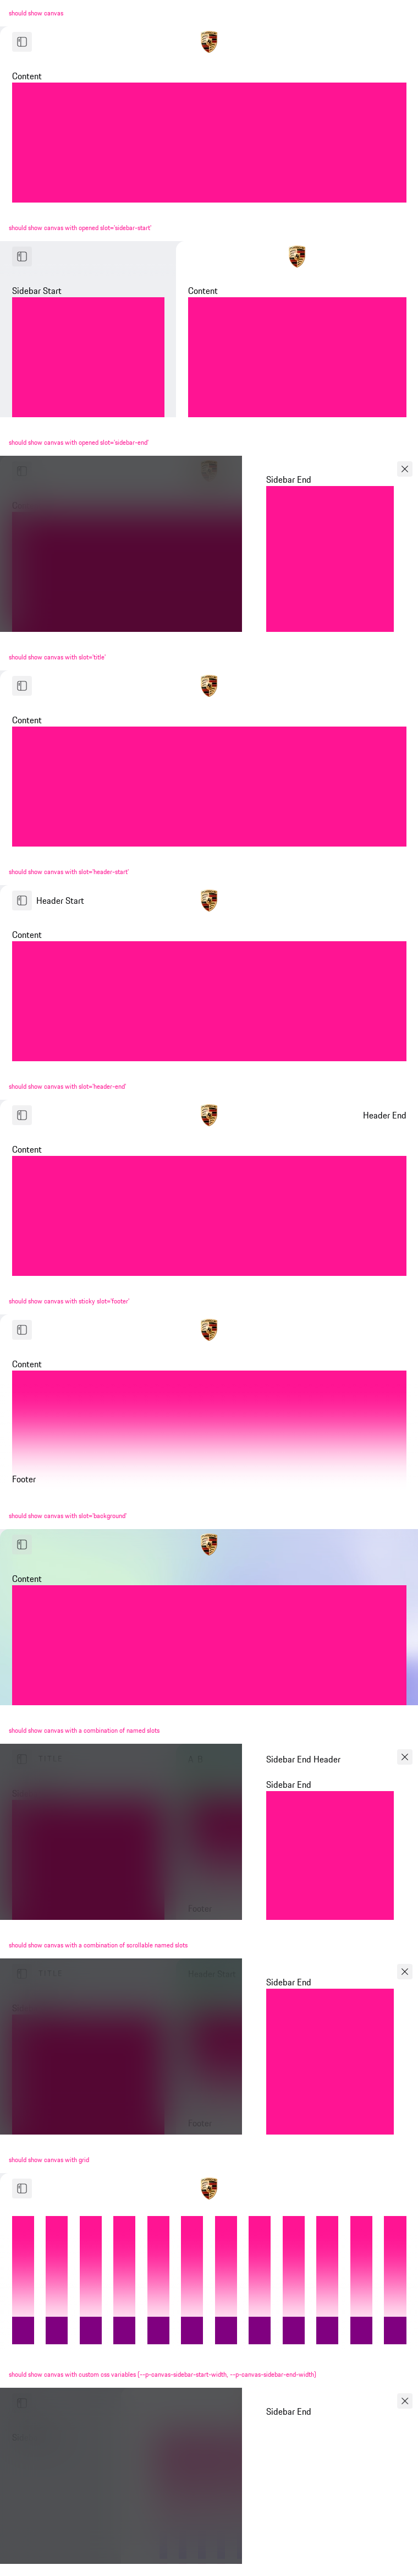 should show canvas
Content
should show canvas with opened slot='sidebar-start'
Sidebar Start
Content
should show canvas with opened slot='sidebar-end'
Sidebar End
should show canvas with slot='title'
Content
should show canvas with slot='header-start'
Header Start
Content
should show canvas with slot='header-end'
Header End
Content
should show canvas with sticky slot='footer'
Content
Footer
should show canvas with slot='background'
Content
should show canvas with a combination of named slots
TITLE
Sidebar End Header
Sidebar End
Footer
should show canvas with a combination of scrollable named slots
TITLE
Header Start
Sidebar End
Footer
should show canvas with grid
should show canvas with custom css variables (--p-canvas-sidebar-start-width, --p-canvas-sidebar-end-width)
Sidebar End